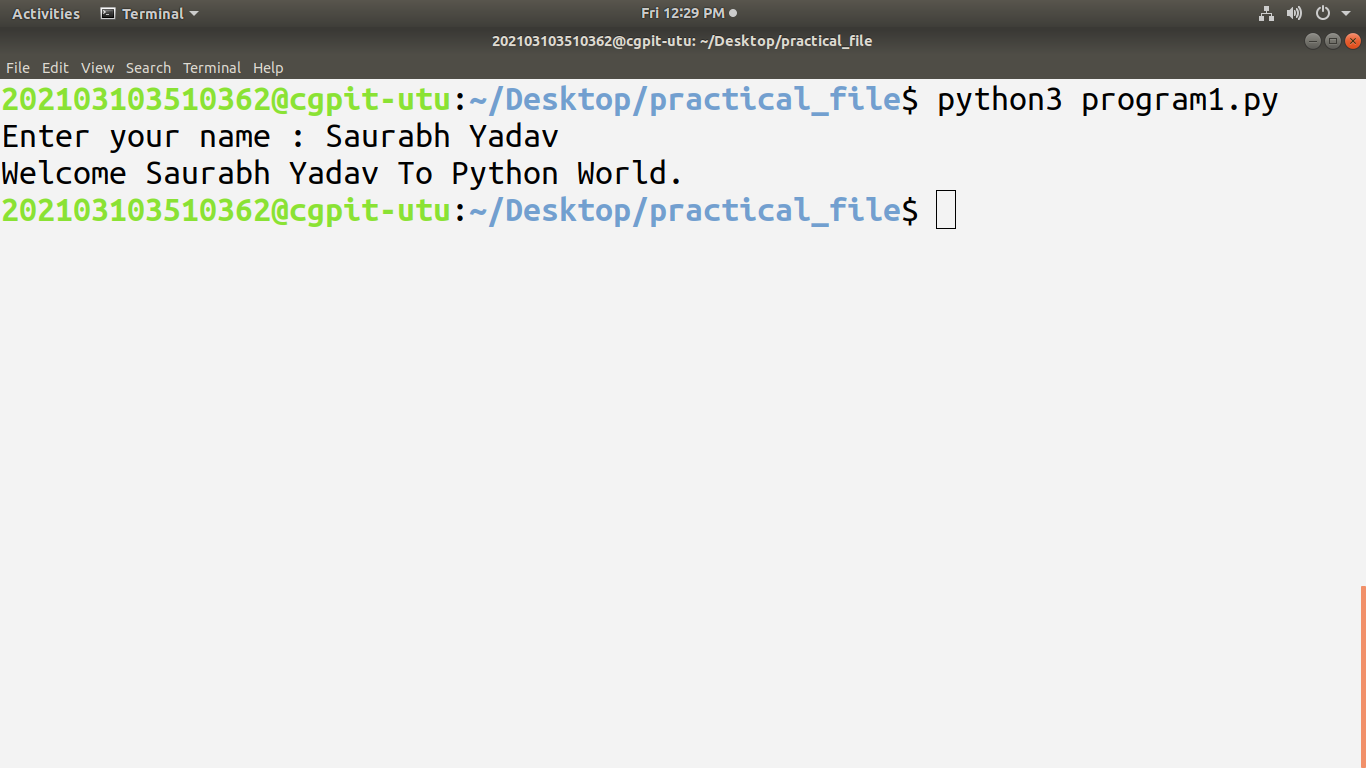 Activities Terminal Fri 12:29 PM
202103103510362@cgpit-utu: ~/Desktop/practical_file
File Edit View Search Terminal Help
202103103510362@cgpit-utu:~/Desktop/practical_file$ python3 program1.py
Enter your name : Saurabh Yadav
Welcome Saurabh Yadav To Python World.
202103103510362@cgpit-utu:~/Desktop/practical_file$